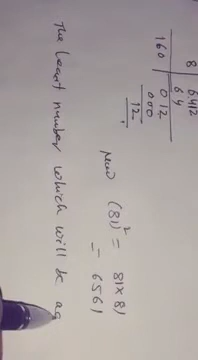 8 | 6412
64
160 | 012
000
12
Now (81)² = 81 × 81
= 6561
The least number which will be ad